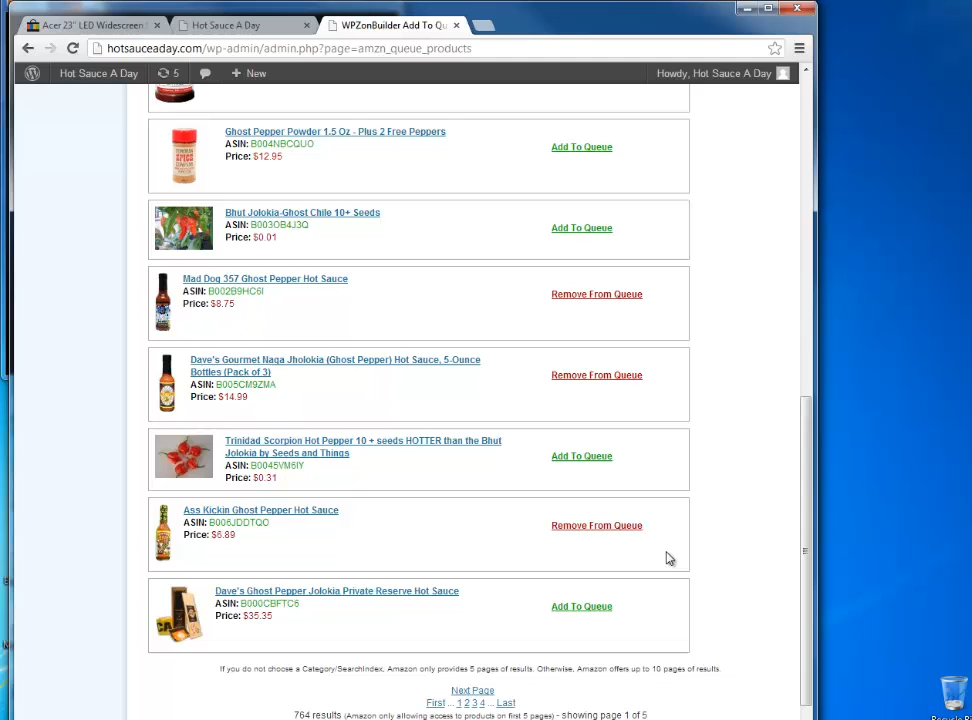 Acer 23" LED Widescreen
Hot Sauce A Day
WPZonBuilder Add To Qu
hotsauceaday.com/wp-admin/admin.php?page=amzn_queue_products
Hot Sauce A Day
5
+ New
Howdy, Hot Sauce A Day
Ghost Pepper Powder 1.5 Oz - Plus 2 Free Peppers
ASIN: B004NBCQUO
Price: $12.95
Add To Queue
Bhut Jolokia-Ghost Chile 10+ Seeds
ASIN: B003OB4J3Q
Price: $0.01
Add To Queue
Mad Dog 357 Ghost Pepper Hot Sauce
ASIN: B002B9HC6I
Price: $8.75
Remove From Queue
Dave's Gourmet Naga Jholokia (Ghost Pepper) Hot Sauce, 5-Ounce
Bottles (Pack of 3)
ASIN: B005CM9ZMA
Price: $14.99
Remove From Queue
Trinidad Scorpion Hot Pepper 10 + seeds HOTTER than the Bhut
Jolokia by Seeds and Things
ASIN: B0045VM6IY
Price: $0.31
Add To Queue
Ass Kickin Ghost Pepper Hot Sauce
ASIN: B006JDDTQO
Price: $6.89
Remove From Queue
Dave's Ghost Pepper Jolokia Private Reserve Hot Sauce
ASIN: B000CBFTC6
Price: $35.35
Add To Queue
If you do not choose a Category/SearchIndex, Amazon only provides 5 pages of results. Otherwise, Amazon offers up to 10 pages of results.
Next Page
First ... 1 2 3 4 ... Last
764 results (Amazon only allowing access to products on first 5 pages) - showing page 1 of 5